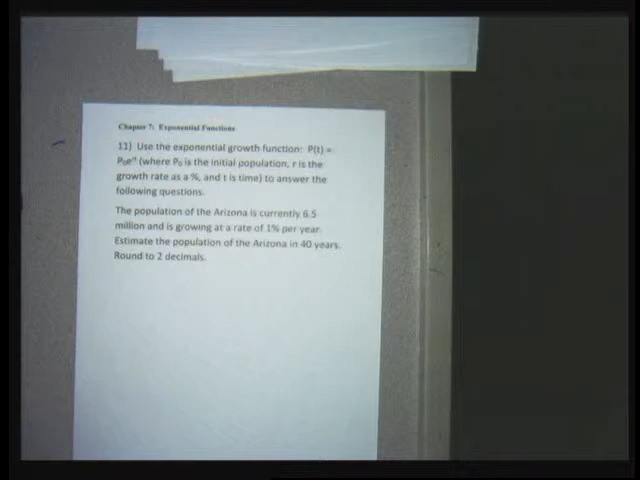 Chapter 7: Exponential Functions
11) Use the exponential growth function: P(t) =
P₀eʳᵗ (where P₀ is the initial population, r is the
growth rate as a %, and t is time) to answer the
following questions.
The population of the Arizona is currently 6.5
million and is growing at a rate of 1% per year.
Estimate the population of the Arizona in 40 years.
Round to 2 decimals.